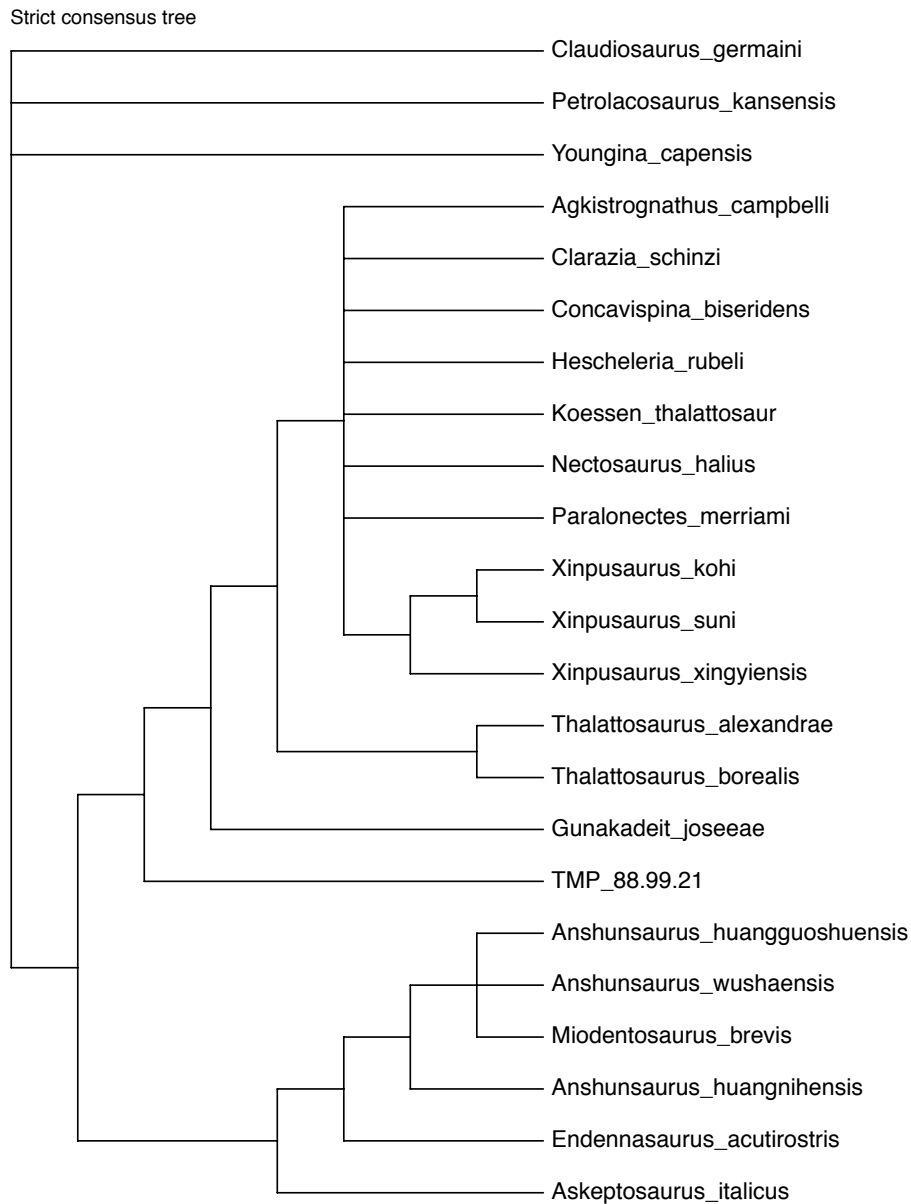 Strict consensus tree
Claudiosaurus_germaini
Petrolacosaurus_kansensis
Youngina_capensis
Agkistrognathus_campbelli
Clarazia_schinzi
Concavispina_biseridens
Hescheleria_rubeli
Koessen_thalattosaur
Nectosaurus_halius
Paralonectes_merriami
Xinpusaurus_kohi
Xinpusaurus_suni
Xinpusaurus_xingyiensis
Thalattosaurus_alexandrae
Thalattosaurus_borealis
Gunakadeit_joseeae
TMP_88.99.21
Anshunsaurus_huangguoshuensis
Anshunsaurus_wushaensis
Miodentosaurus_brevis
Anshunsaurus_huangnihensis
Endennasaurus_acutirostris
Askeptosaurus_italicus